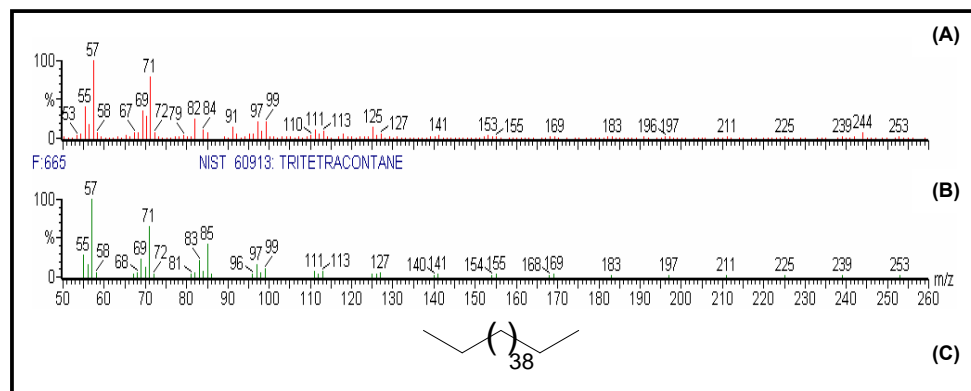 (A)
100
%
0
53 55 57 58 67 69 71 72 79 82 84 91 97 99 110 111 113 125 127 141 153 155 169 183 196 197 211 225 239 244 253
F:665 NIST 60913: TRITETRACONTANE
(B)
100
%
0
55 57 58 68 69 71 72 81 83 85 96 97 99 111 113 127 140 141 154 155 168 169 183 197 211 225 239 253 m/z
50 60 70 80 90 100 110 120 130 140 150 160 170 180 190 200 210 220 230 240 250 260
( )
38
(C)